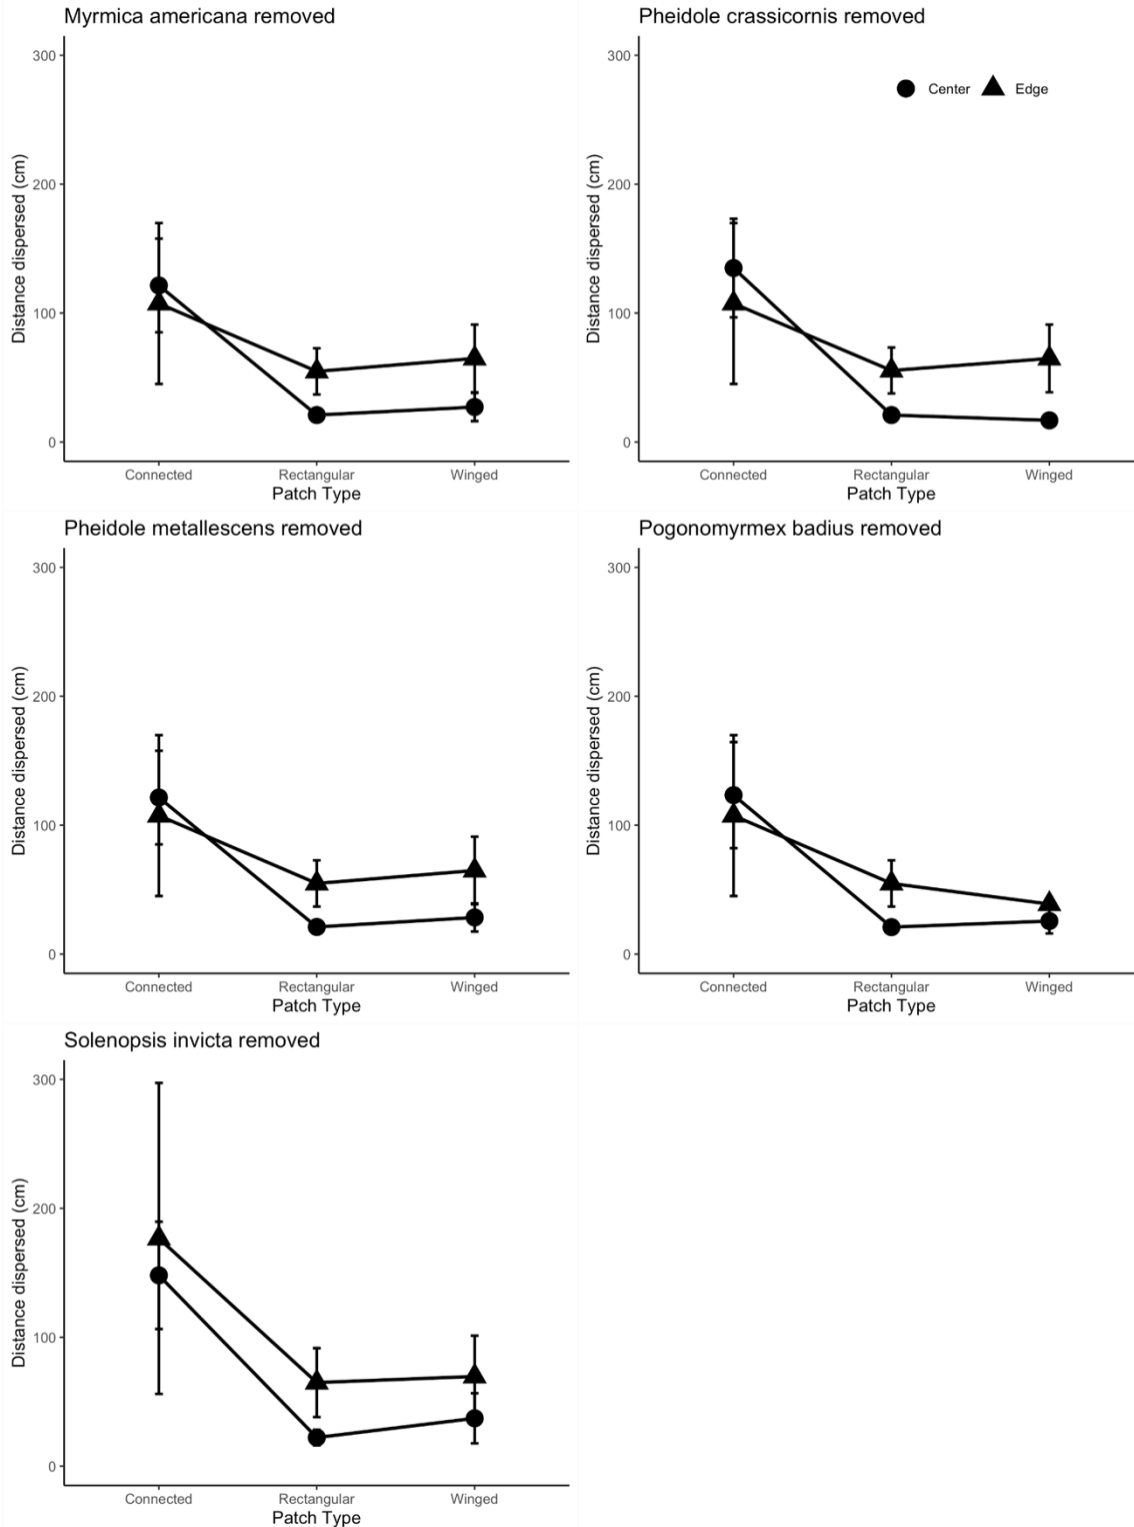 Myrmica americana removed
300
200
100
0
Distance dispersed (cm)
Connected Rectangular Winged
Patch Type
Pheidole crassicornis removed
Center Edge
300
200
100
0
Distance dispersed (cm)
Connected Rectangular Winged
Patch Type
Pheidole metallescens removed
300
200
100
0
Distance dispersed (cm)
Connected Rectangular Winged
Patch Type
Pogonomyrmex badius removed
300
200
100
0
Distance dispersed (cm)
Connected Rectangular Winged
Patch Type
Solenopsis invicta removed
300
200
100
0
Distance dispersed (cm)
Connected Rectangular Winged
Patch Type